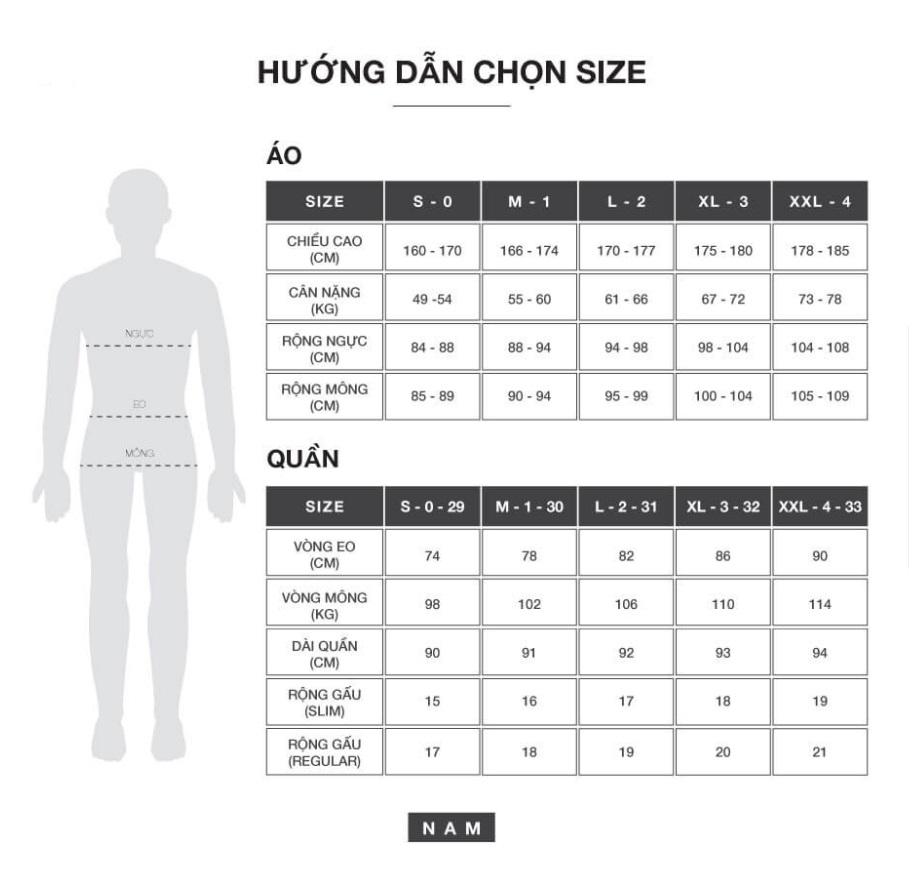 HƯỚNG DẪN CHỌN SIZE
ÁO
SIZE S - 0 M - 1 L - 2 XL - 3 XXL - 4
CHIỀU CAO
(CM)
160 - 170 166 - 174 170 - 177 175 - 180 178 - 185
CÂN NẶNG
(KG)
49 -54 55 - 60 61 - 66 67 - 72 73 - 78
RỘNG NGỰC
(CM)
84 - 88 88 - 94 94 - 98 98 - 104 104 - 108
RỘNG MÔNG
(CM)
85 - 89 90 - 94 95 - 99 100 - 104 105 - 109
NGỰC
EO
MÔNG
QUẦN
SIZE S - 0 - 29 M - 1 - 30 L - 2 - 31 XL - 3 - 32 XXL - 4 - 33
VÒNG EO
(CM)
74 78 82 86 90
VÒNG MÔNG
(KG)
98 102 106 110 114
DÀI QUẦN
(CM)
90 91 92 93 94
RỘNG GẤU
(SLIM)
15 16 17 18 19
RỘNG GẤU
(REGULAR)
17 18 19 20 21
NAM